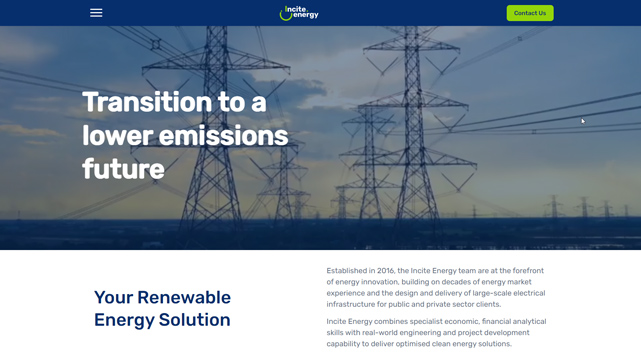 Incite
energy
Contact Us
Transition to a
lower emissions
future
Your Renewable
Energy Solution
Established in 2016, the Incite Energy team are at the forefront
of energy innovation, building on decades of energy market
experience and the design and delivery of large-scale electrical
infrastructure for public and private sector clients.
Incite Energy combines specialist economic, financial analytical
skills with real-world engineering and project development
capability to deliver optimised clean energy solutions.